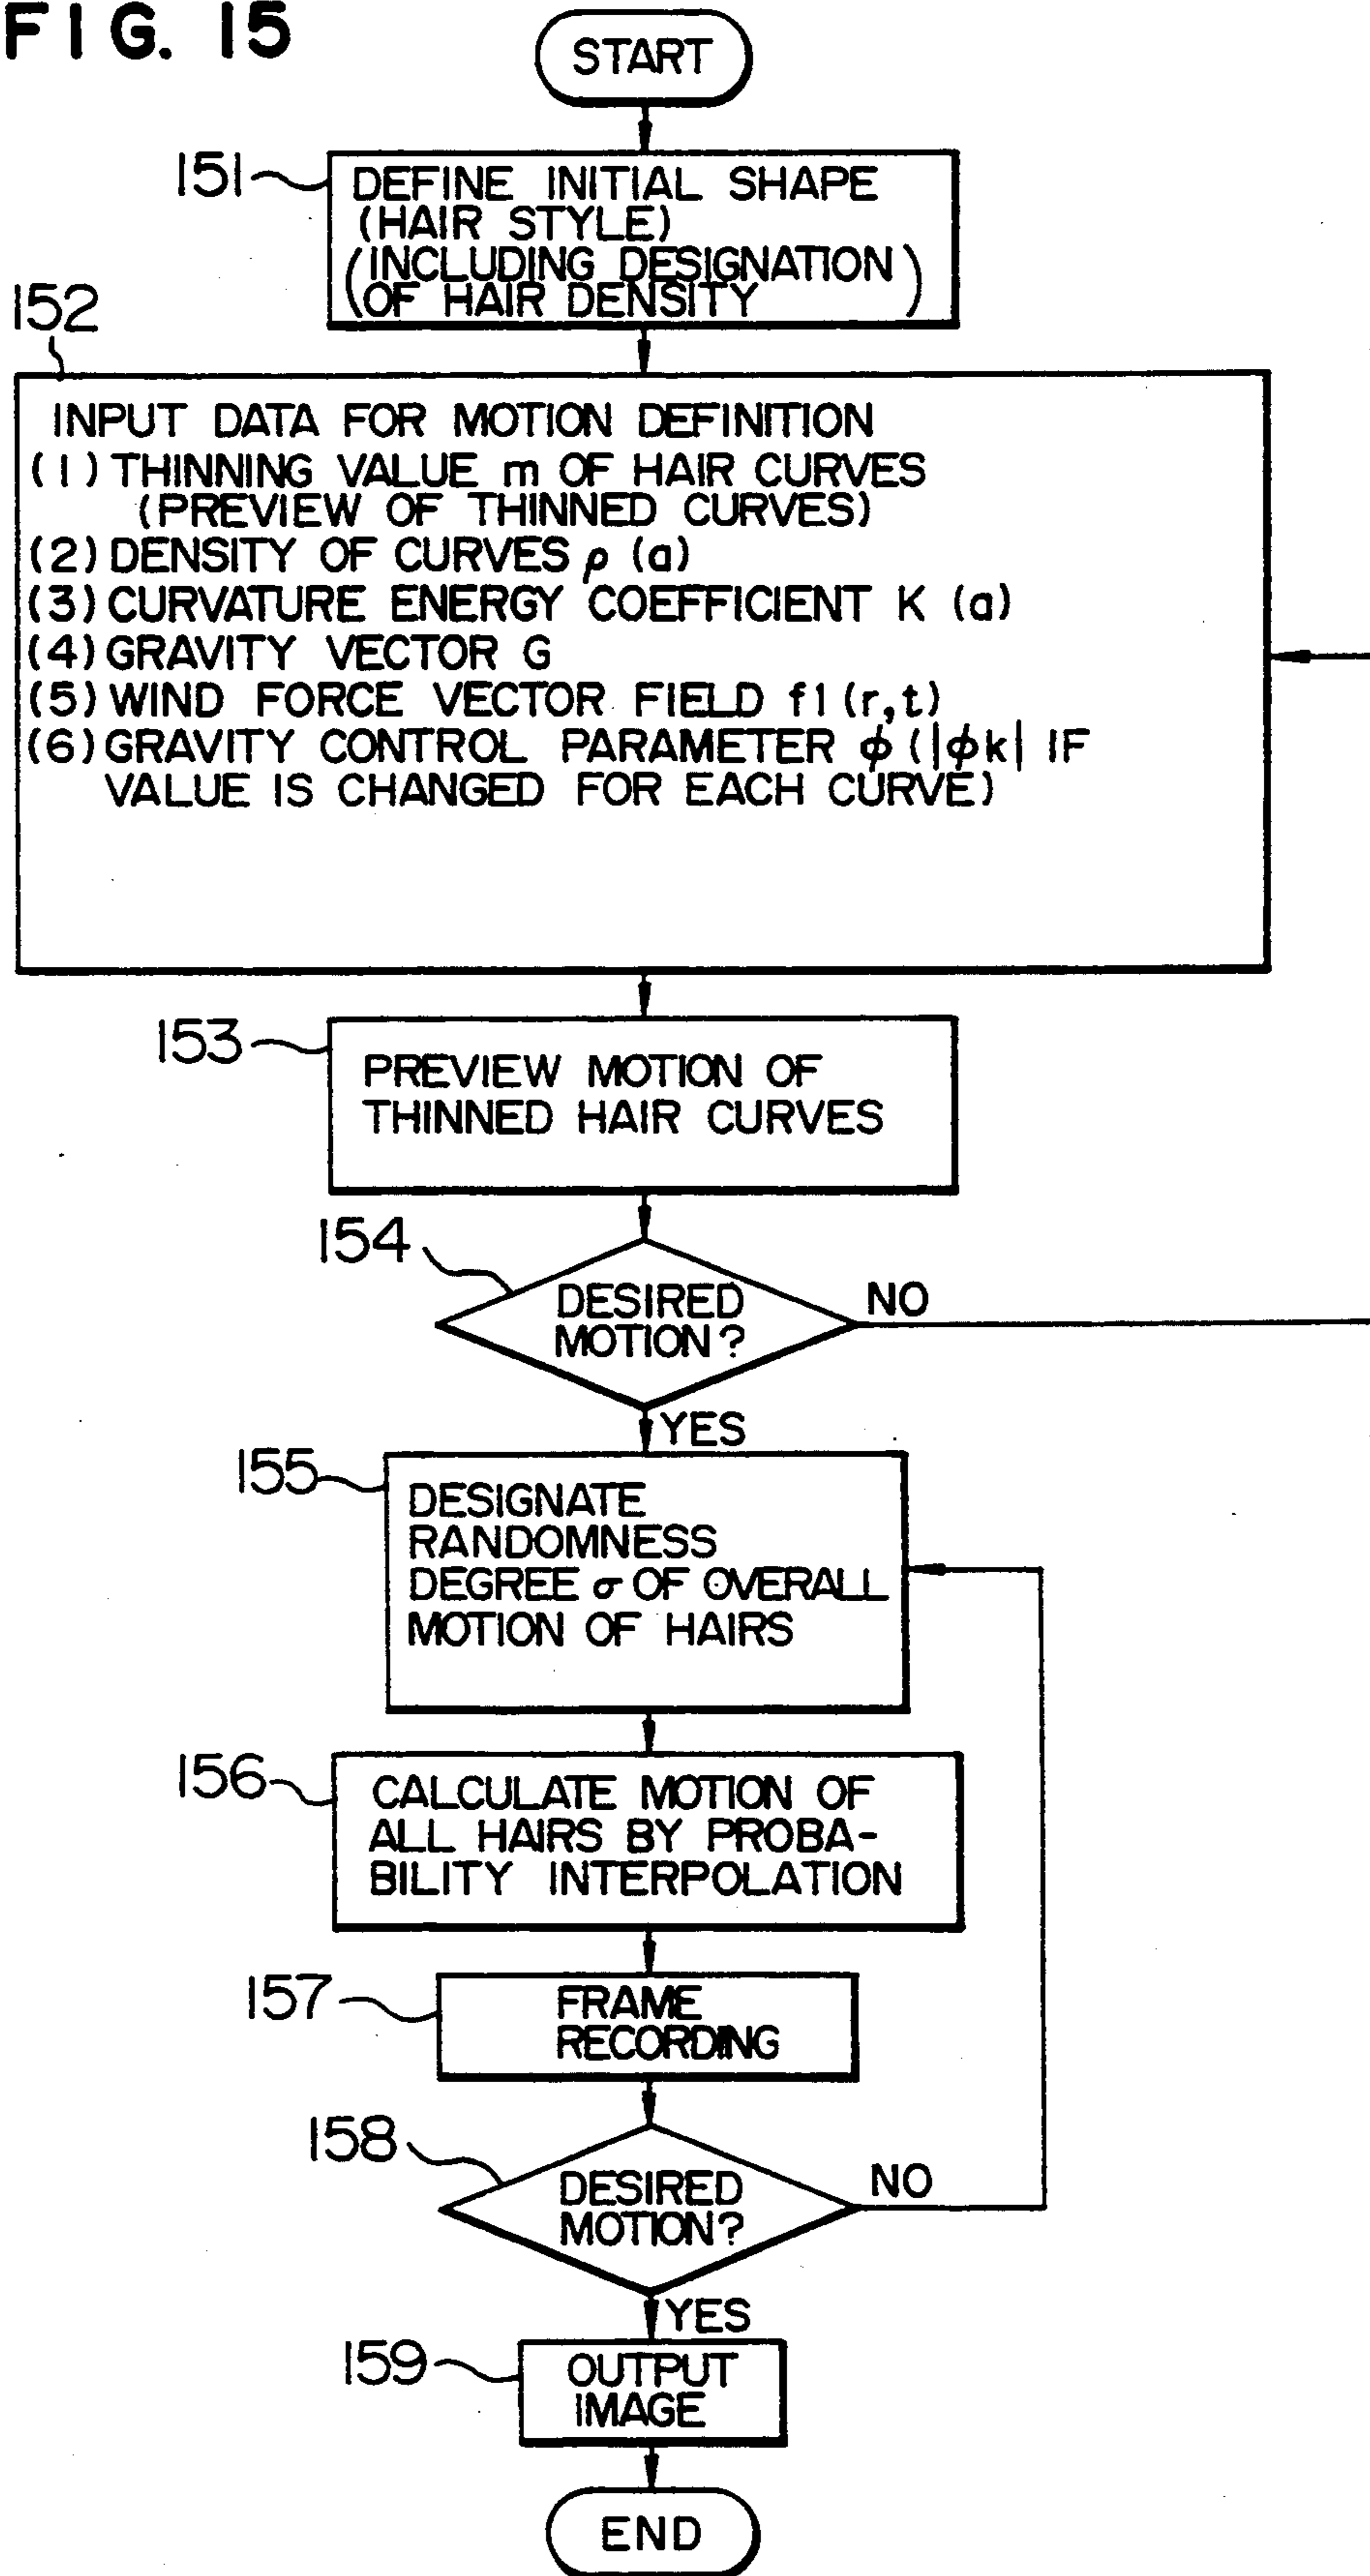 FIG. 15
START
151
DEFINE INITIAL SHAPE
(HAIR STYLE)
(INCLUDING DESIGNATION
OF HAIR DENSITY)
152
INPUT DATA FOR MOTION DEFINITION
(1) THINNING VALUE m OF HAIR CURVES
(PREVIEW OF THINNED CURVES)
(2) DENSITY OF CURVES ρ (a)
(3) CURVATURE ENERGY COEFFICIENT K (a)
(4) GRAVITY VECTOR G
(5) WIND FORCE VECTOR FIELD f1 (r,t)
(6) GRAVITY CONTROL PARAMETER ϕ (|ϕk| IF
VALUE IS CHANGED FOR EACH CURVE)
153
PREVIEW MOTION OF
THINNED HAIR CURVES
154
DESIRED
MOTION?
NO
YES
155
DESIGNATE
RANDOMNESS
DEGREE σ OF OVERALL
MOTION OF HAIRS
156
CALCULATE MOTION OF
ALL HAIRS BY PROBA-
BILITY INTERPOLATION
157
FRAME
RECORDING
158
DESIRED
MOTION?
NO
YES
159
OUTPUT
IMAGE
END